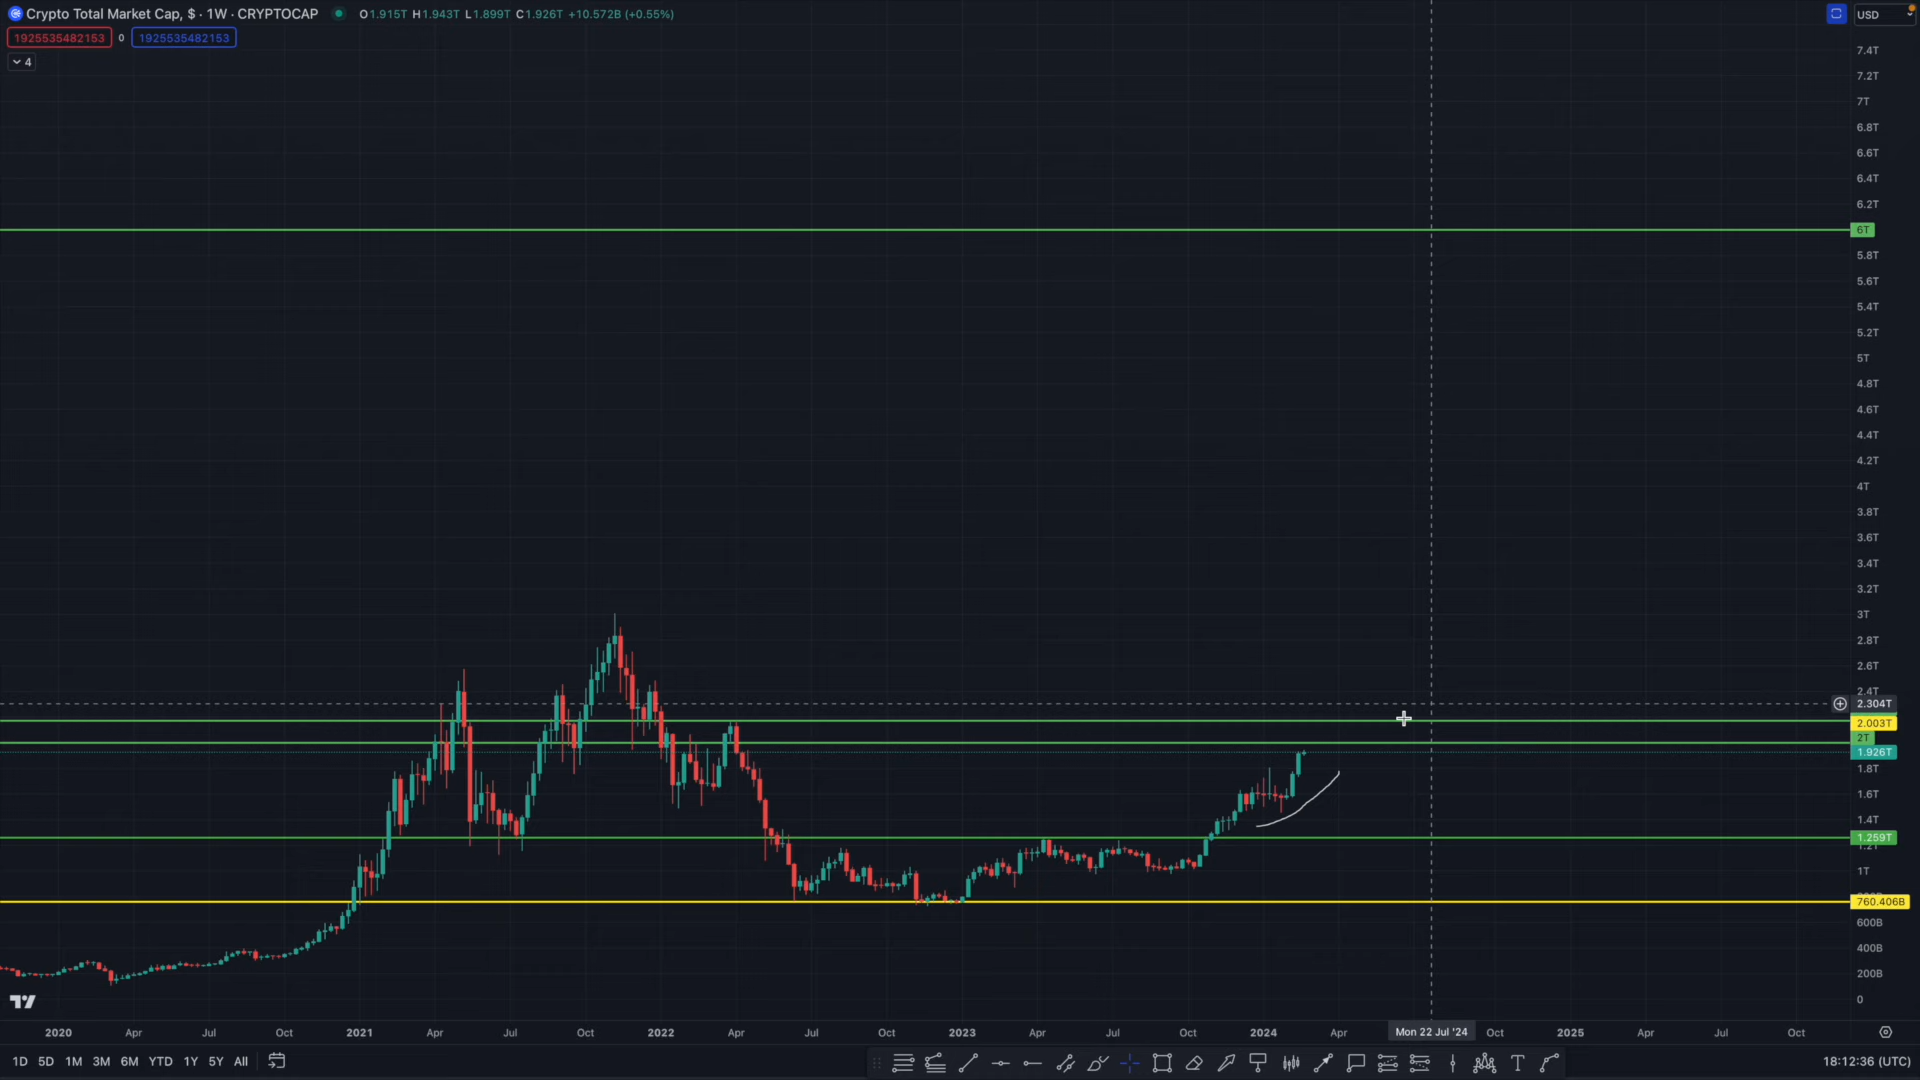 Crypto Total Market Cap, $ · 1W · CRYPTOCAP O1.915T H1.943T L1.899T C1.926T +10.572B (+0.55%)
USD
1925535482153 0 1925535482153
4
7.4T
7.2T
7T
6.8T
6.6T
6.4T
6.2T
6T
5.8T
5.6T
5.4T
5.2T
5T
4.8T
4.6T
4.4T
4.2T
4T
3.8T
3.6T
3.4T
3.2T
3T
2.8T
2.6T
2.4T
2.304T
2.003T
2T
1.926T
1.8T
1.6T
1.4T
1.259T
1.2T
1T
760.406B
600B
400B
200B
0
2020 Apr Jul Oct 2021 Apr Jul Oct 2022 Apr Jul Oct 2023 Apr Jul Oct 2024 Apr Mon 22 Jul '24 Oct 2025 Apr Jul Oct
1D 5D 1M 3M 6M YTD 1Y 5Y All
18:12:36 (UTC)